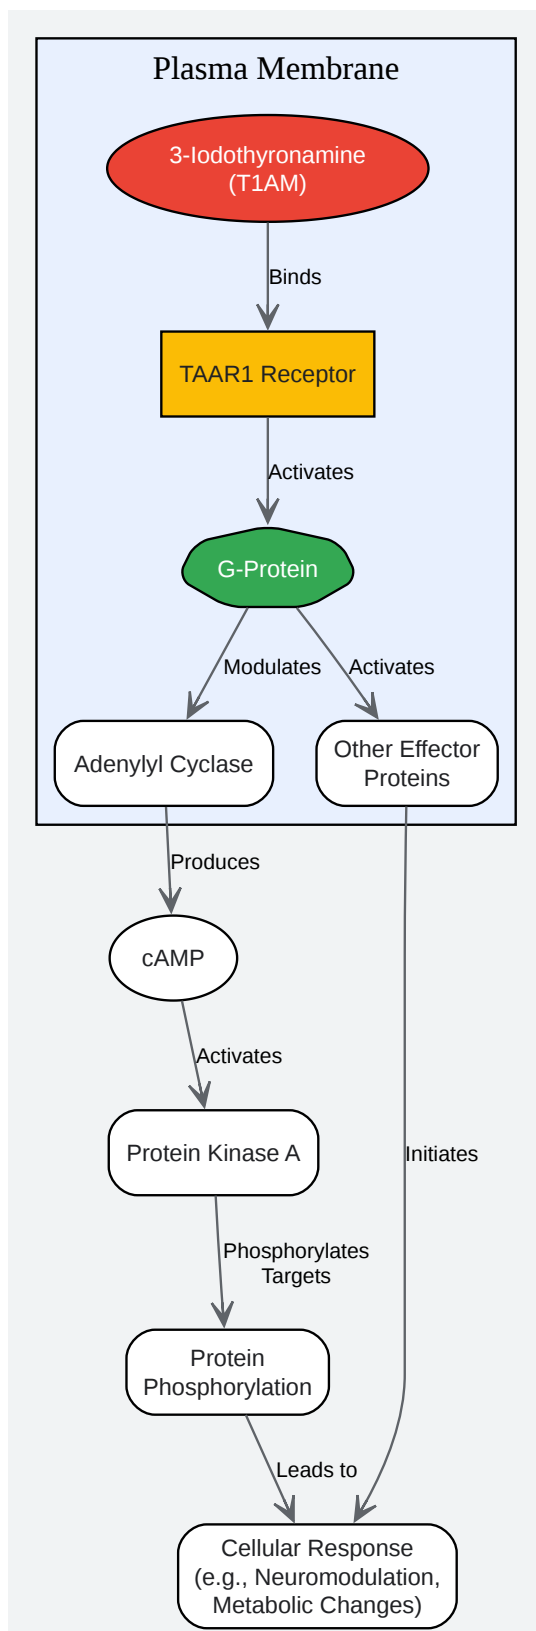 Plasma Membrane
3-Iodothyronamine
(T1AM)
Binds
TAAR1 Receptor
Activates
G-Protein
Modulates
Activates
Adenylyl Cyclase
Other Effector
Proteins
Produces
cAMP
Activates
Protein Kinase A
Initiates
Phosphorylates
Targets
Protein
Phosphorylation
Leads to
Cellular Response
(e.g., Neuromodulation,
Metabolic Changes)